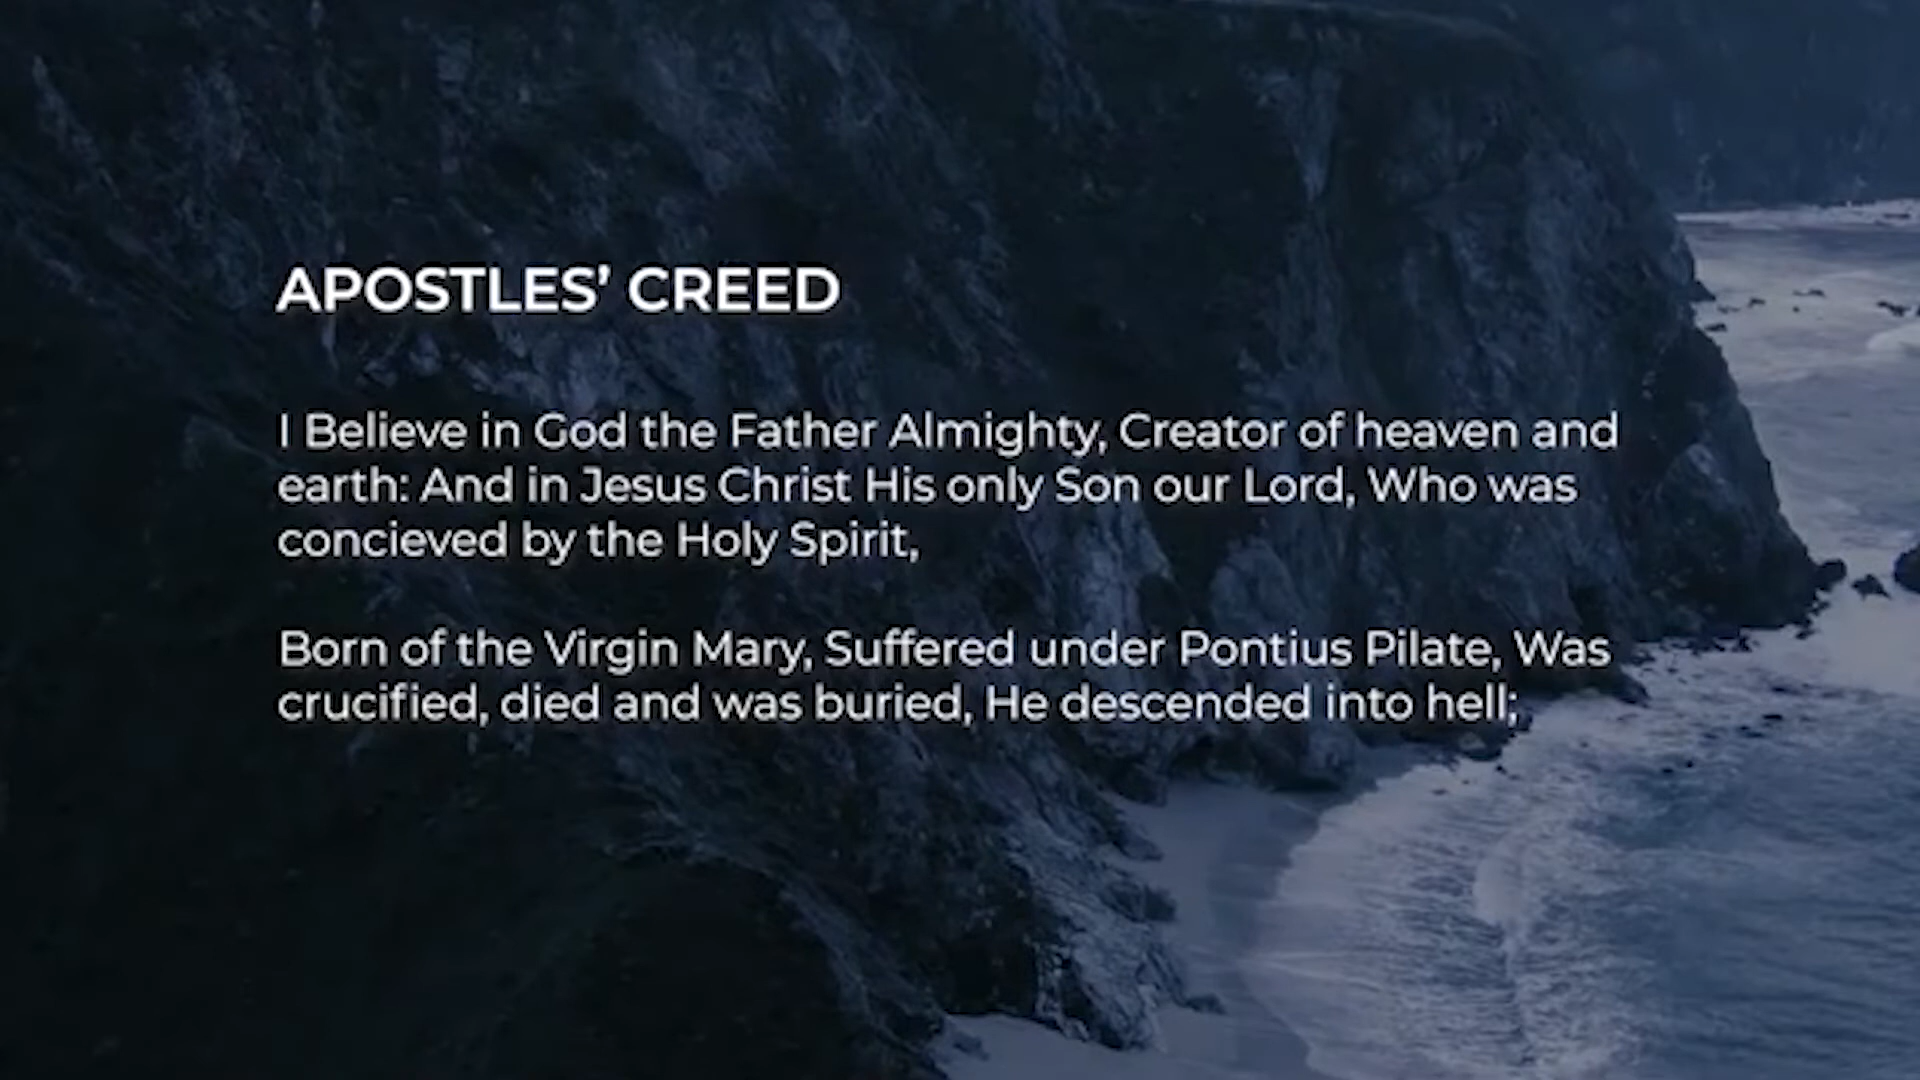 APOSTLES’ CREED
I Believe in God the Father Almighty, Creator of heaven and
earth: And in Jesus Christ His only Son our Lord, Who was
concieved by the Holy Spirit,
Born of the Virgin Mary, Suffered under Pontius Pilate, Was
crucified, died and was buried, He descended into hell;